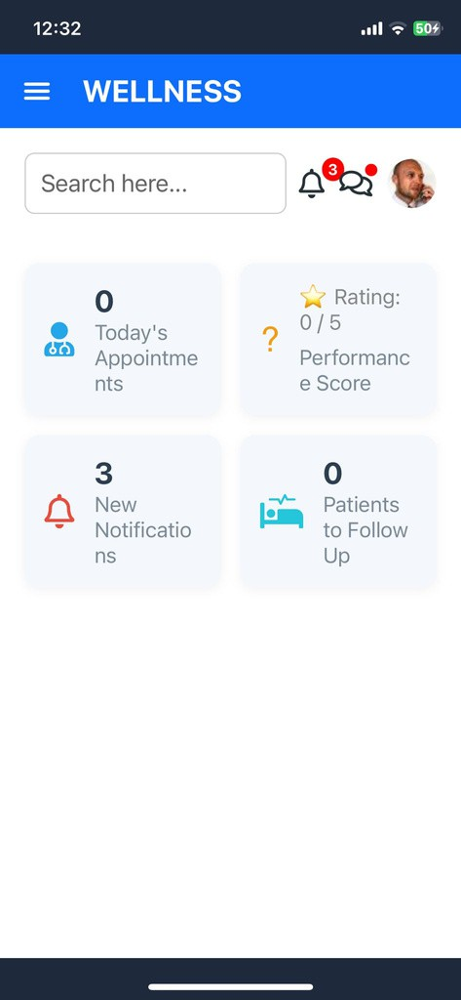 12:32
50
WELLNESS
Search here...
3
0
Today's
Appointme
nts
⭐ Rating:
0 / 5
Performanc
e Score
3
New
Notificatio
ns
0
Patients
to Follow
Up